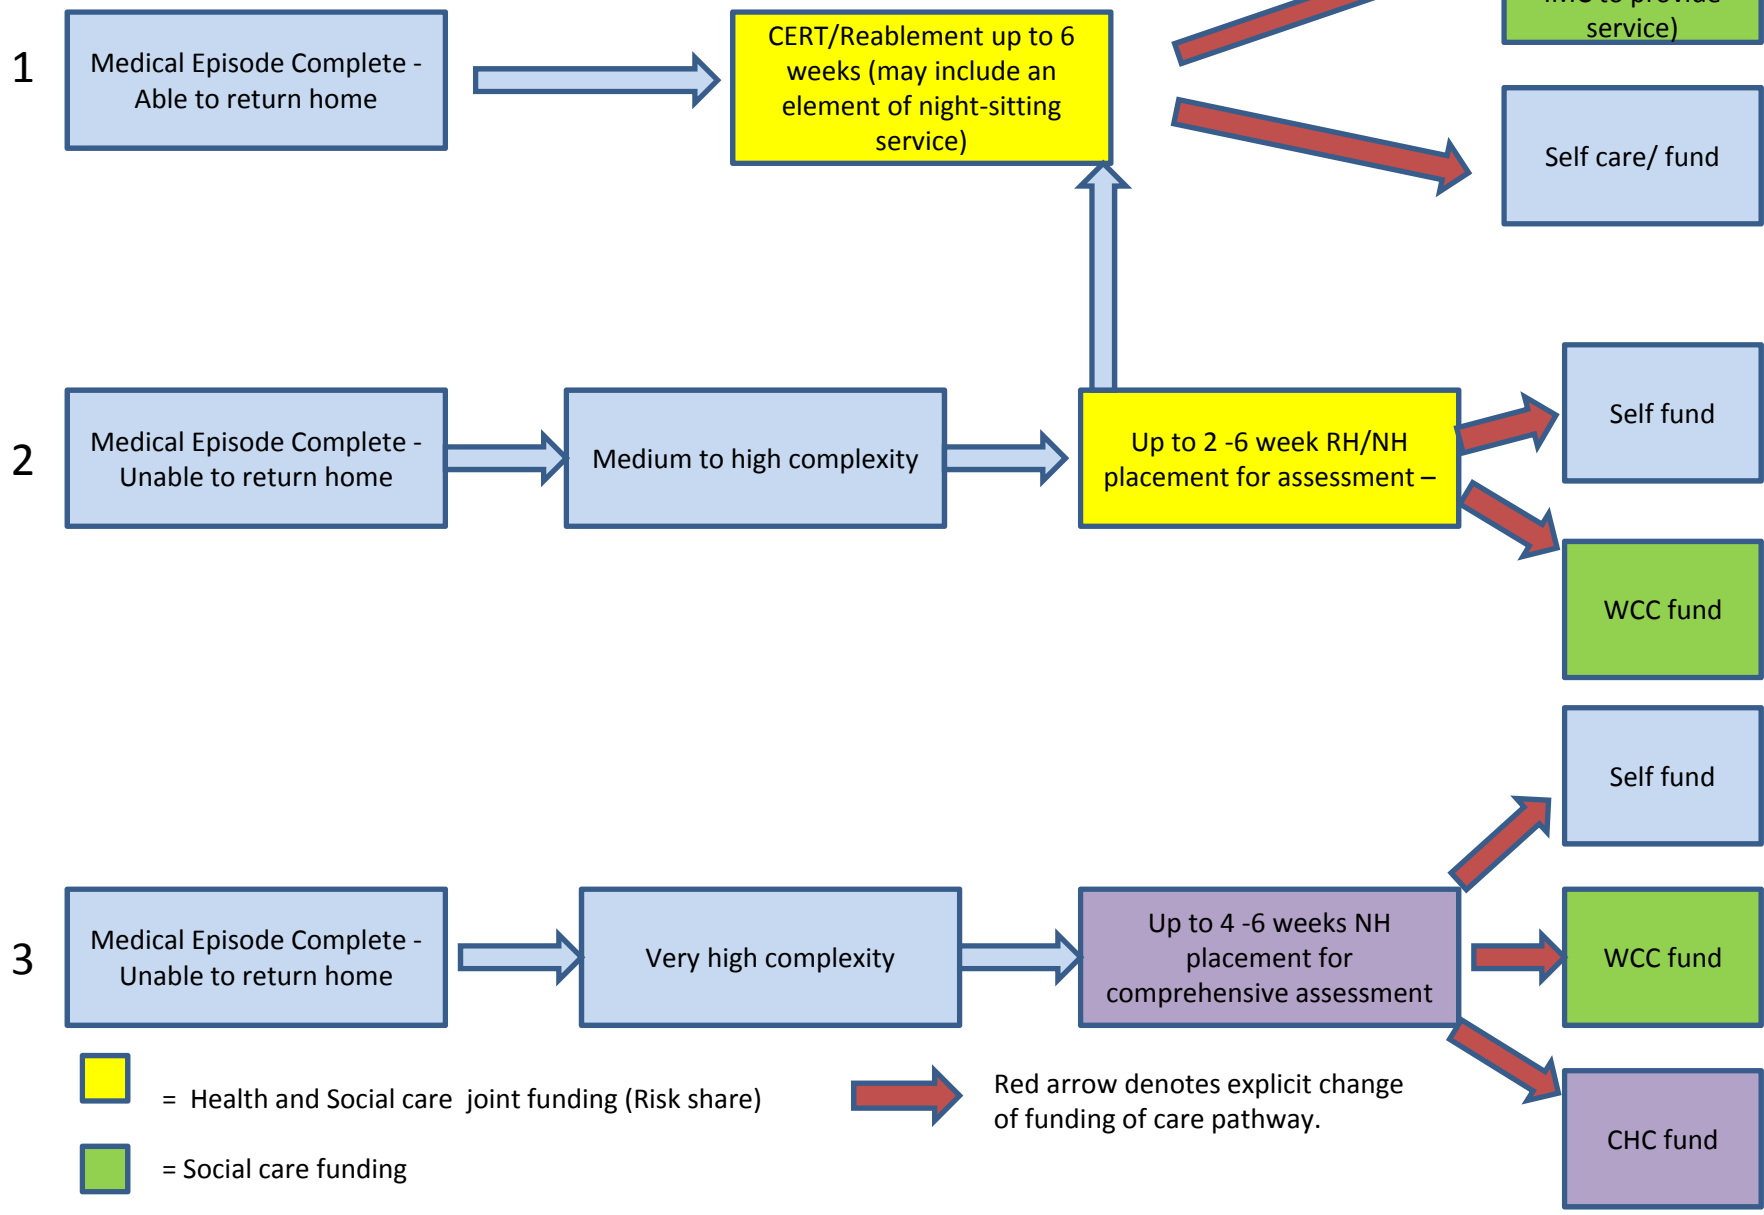 1
Medical Episode Complete -
Able to return home
CERT/Reablement up to 6
weeks (may include an
element of night-sitting
service)
to provide
service)
Self care/ fund
2
Medical Episode Complete -
Unable to return home
Medium to high complexity
Up to 2 -6 week RH/NH
placement for assessment –
Self fund
WCC fund
3
Medical Episode Complete -
Unable to return home
Very high complexity
Up to 4 -6 weeks NH
placement for
comprehensive assessment
Self fund
WCC fund
CHC fund
= Health and Social care joint funding (Risk share)
= Social care funding
Red arrow denotes explicit change
of funding of care pathway.